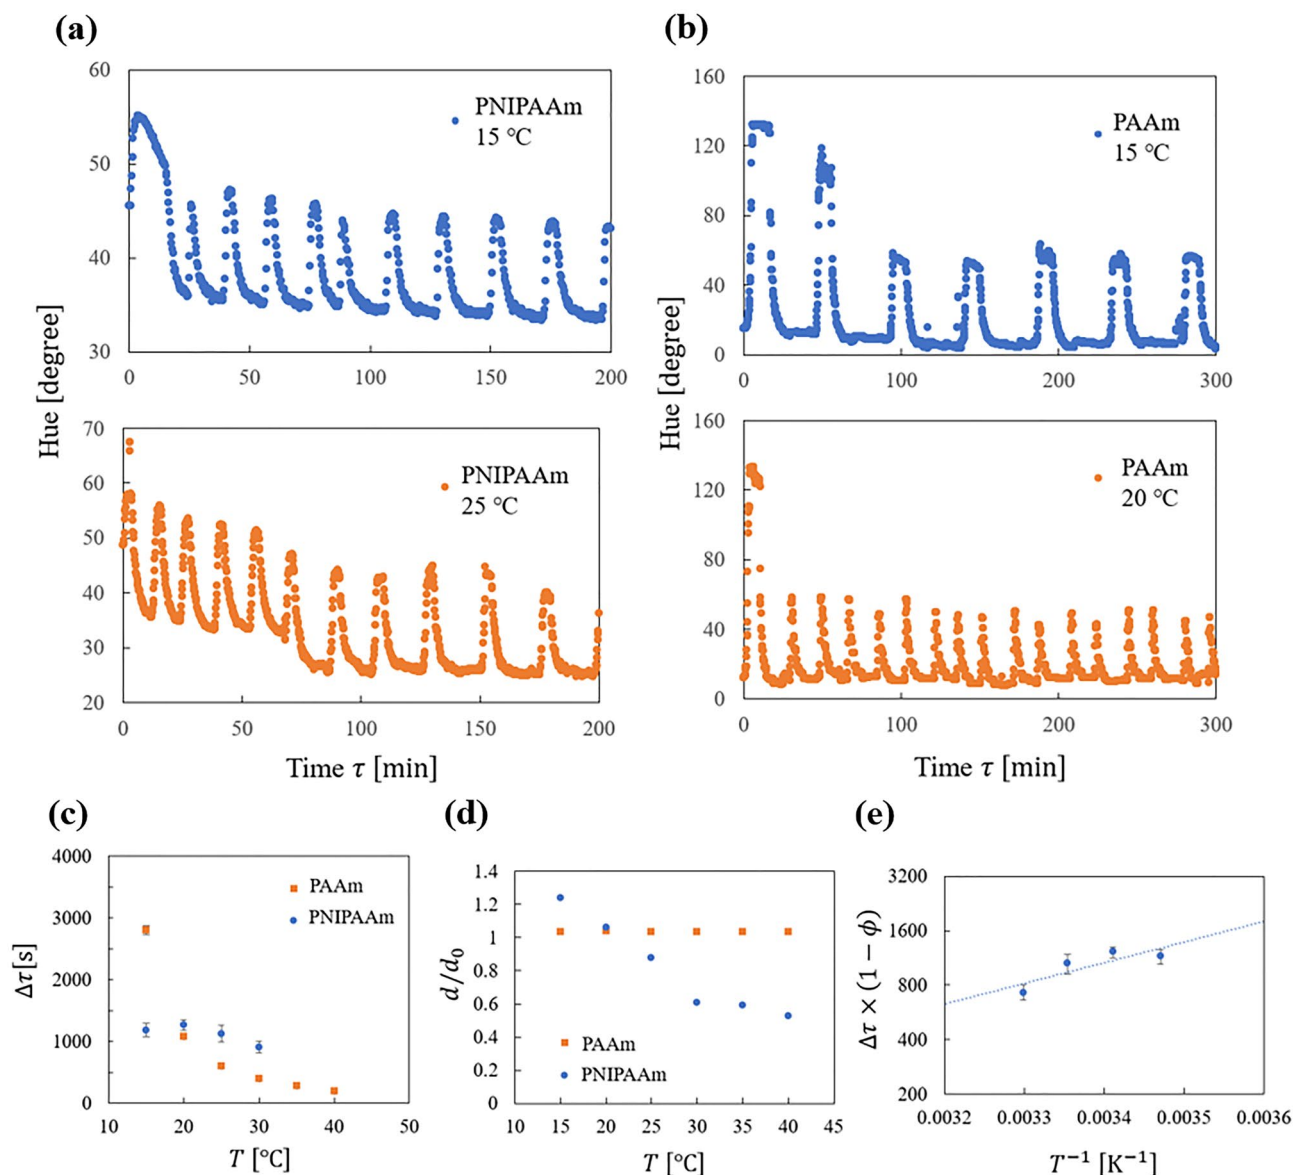 (a)
(b)
60
50
40
30
0
50
100
150
200
PNIPAAm
15 °C
160
120
80
40
0
0
100
200
300
PAAm
15 °C
Hue [degree]
Hue [degree]
70
60
50
40
30
20
0
50
100
150
200
PNIPAAm
25 °C
Time τ [min]
160
120
80
40
0
0
100
200
300
PAAm
20 °C
Time τ [min]
(c)
(d)
(e)
4000
3000
2000
1000
0
10
20
30
40
50
PAAm
PNIPAAm
Δτ [s]
T [°C]
1.4
1.2
1
0.8
0.6
0.4
0.2
0
10
15
20
25
30
35
40
45
PAAm
PNIPAAm
d/d₀
T [°C]
3200
1600
800
400
200
0.0032
0.0033
0.0034
0.0035
0.0036
Δτ × (1 − ϕ)
T⁻¹ [K⁻¹]